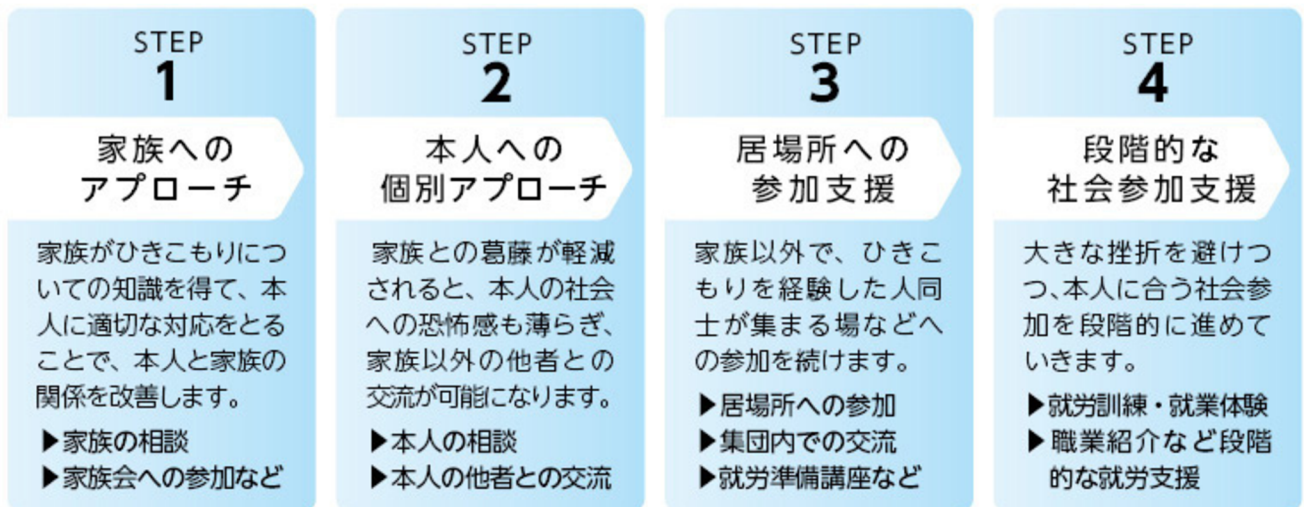 STEP
1
家族への
アプローチ
家族がひきこもりにつ
いての知識を得て、本
人に適切な対応をとる
ことで、本人と家族の
関係を改善します。
▶家族の相談
▶家族会への参加など
STEP
2
本人への
個別アプローチ
家族との葛藤が軽減
されると、本人の社会
への恐怖感も薄らぎ、
家族以外の他者との
交流が可能になります。
▶本人の相談
▶本人の他者との交流
STEP
3
居場所への
参加支援
家族以外で、ひきこ
もりを経験した人同
士が集まる場などへ
の参加を続けます。
▶居場所への参加
▶集団内での交流
▶就労準備講座など
STEP
4
段階的な
社会参加支援
大きな挫折を避けつ
つ、本人に合う社会参
加を段階的に進めて
いきます。
▶就労訓練・就業体験
▶職業紹介など段階
的な就労支援